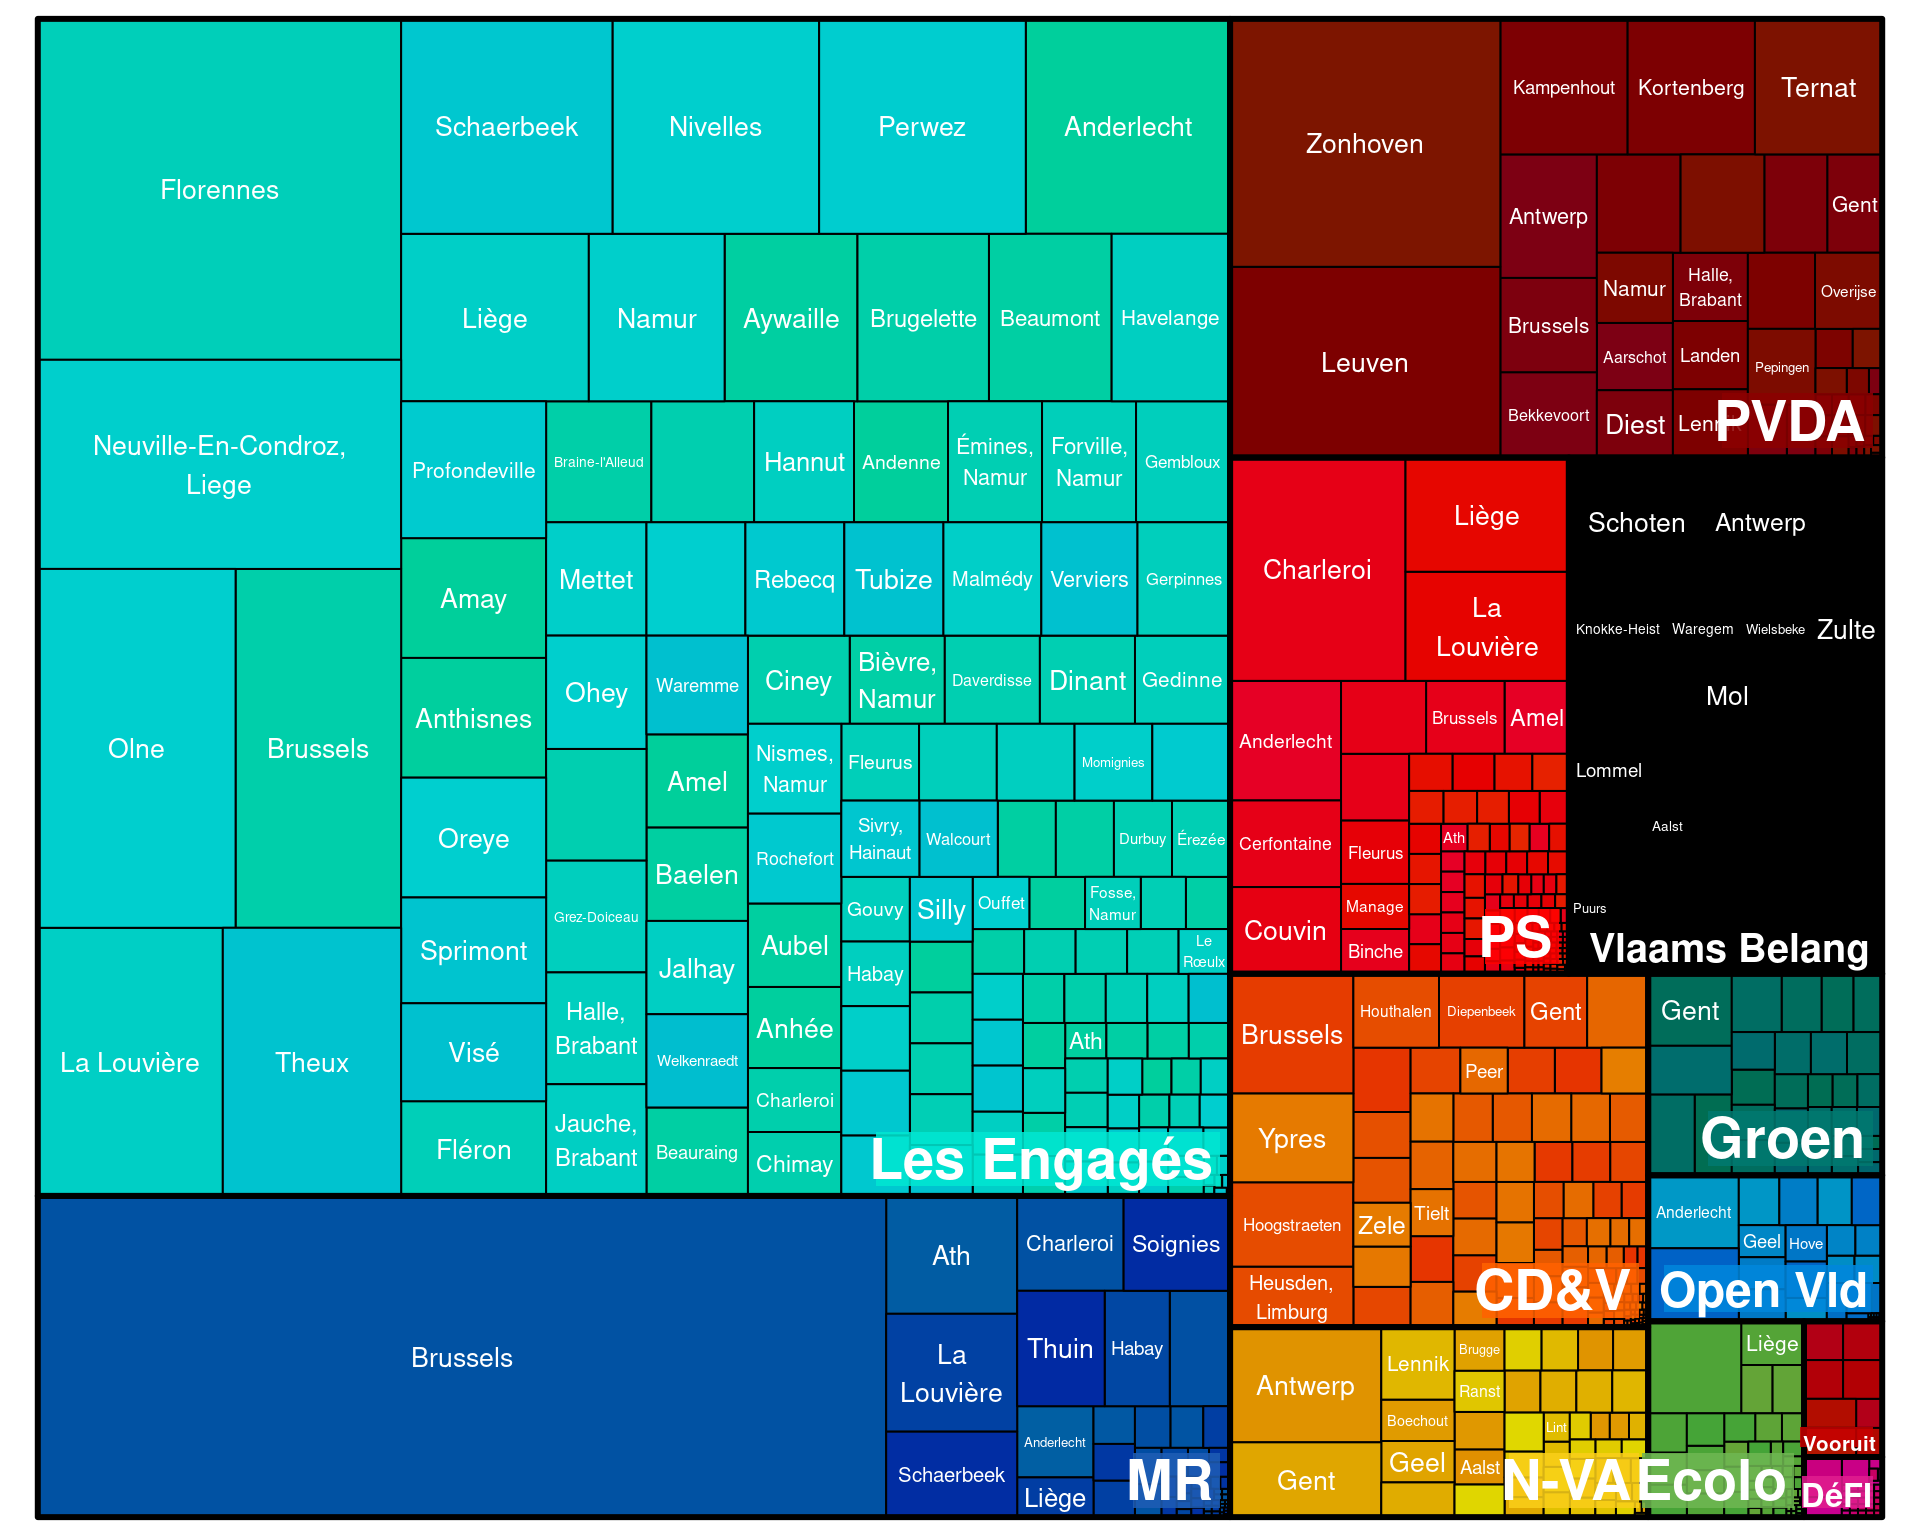 Florennes
Neuville-En-Condroz,
Liege
Olne
Brussels
La Louvière
Theux
Schaerbeek
Nivelles
Perwez
Anderlecht
Liège
Namur
Aywaille
Brugelette
Beaumont
Havelange
Profondeville
Amay
Anthisnes
Oreye
Sprimont
Visé
Fléron
Braine-l'Alleud
Hannut
Andenne
Émines,
Namur
Forville,
Namur
Gembloux
Mettet
Rebecq
Tubize
Malmédy
Verviers
Gerpinnes
Ohey
Grez-Doiceau
Halle,
Brabant
Jauche,
Brabant
Waremme
Amel
Baelen
Jalhay
Welkenraedt
Beauraing
Ciney
Bièvre,
Namur
Daverdisse
Dinant
Gedinne
Nismes,
Namur
Rochefort
Aubel
Anhée
Charleroi
Chimay
Fleurus
Momignies
Sivry,
Hainaut
Walcourt
Durbuy
Érezée
Gouvy
Habay
Silly
Ouffet
Fosse,
Namur
Le
Rœulx
Ath
Les Engagés
Brussels
Ath
La
Louvière
Schaerbeek
Charleroi
Soignies
Thuin
Habay
Anderlecht
Liège
MR
Zonhoven
Leuven
Kampenhout
Kortenberg
Ternat
Antwerp
Brussels
Bekkevoort
Gent
Namur
Halle,
Brabant
Overijse
Aarschot
Landen
Pepingen
Diest
PVDA
Charleroi
Liège
La
Louvière
Anderlecht
Cerfontaine
Couvin
Brussels
Amel
Fleurus
Manage
Binche
Ath
PS
Schoten
Antwerp
Knokke-Heist
Waregem
Wielsbeke
Zulte
Mol
Lommel
Aalst
Puurs
Vlaams Belang
Brussels
Ypres
Hoogstraeten
Heusden,
Limburg
Houthalen
Diepenbeek
Gent
Peer
Zele
Tielt
CD&V
Gent
Groen
Anderlecht
Geel
Hove
Open Vld
Antwerp
Gent
Lennik
Boechout
Geel
Brugge
Ranst
Aalst
Lint
N-VA
Liège
Ecolo
Vooruit
DéFI